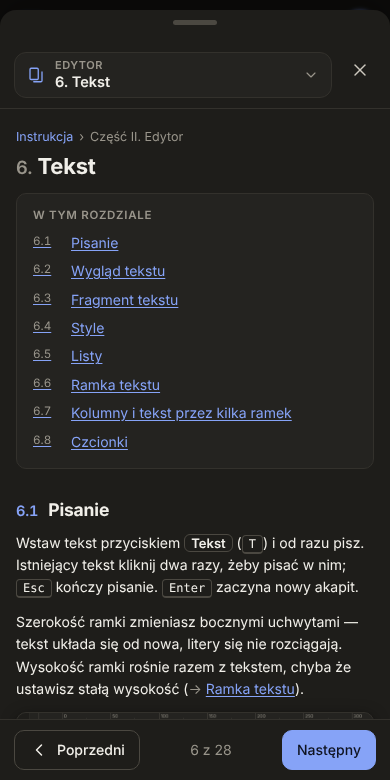 EDYTOR
6. Tekst
Instrukcja › Część II. Edytor
6. Tekst
W TYM ROZDZIALE
6.1 Pisanie
6.2 Wygląd tekstu
6.3 Fragment tekstu
6.4 Style
6.5 Listy
6.6 Ramka tekstu
6.7 Kolumny i tekst przez kilka ramek
6.8 Czcionki
6.1 Pisanie
Wstaw tekst przyciskiem Tekst (T) i od razu pisz.
Istniejący tekst kliknij dwa razy, żeby pisać w nim;
Esc kończy pisanie. Enter zaczyna nowy akapit.
Szerokość ramki zmieniasz bocznymi uchwytami —
tekst układa się od nowa, litery się nie rozciągają.
Wysokość ramki rośnie razem z tekstem, chyba że
ustawisz stałą wysokość (→ Ramka tekstu).
Poprzedni
6 z 28
Następny